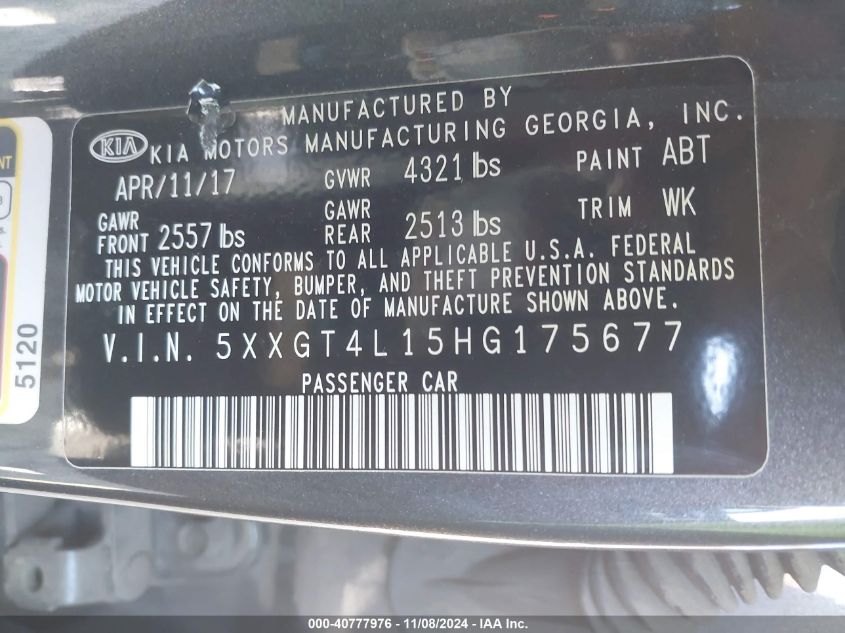 MANUFACTURED BY
KIA KIA MOTORS MANUFACTURING GEORGIA, INC.
APR/11/17 GVWR 4321 lbs PAINT ABT
GAWR FRONT 2557 lbs GAWR REAR 2513 lbs TRIM WK
THIS VEHICLE CONFORMS TO ALL APPLICABLE U.S.A. FEDERAL
MOTOR VEHICLE SAFETY, BUMPER, AND THEFT PREVENTION STANDARDS
IN EFFECT ON THE DATE OF MANUFACTURE SHOWN ABOVE.
V.I.N. 5XXGT4L15HG175677
PASSENGER CAR
5120
000-40777976 | 11/08/2024 - IAA Inc.